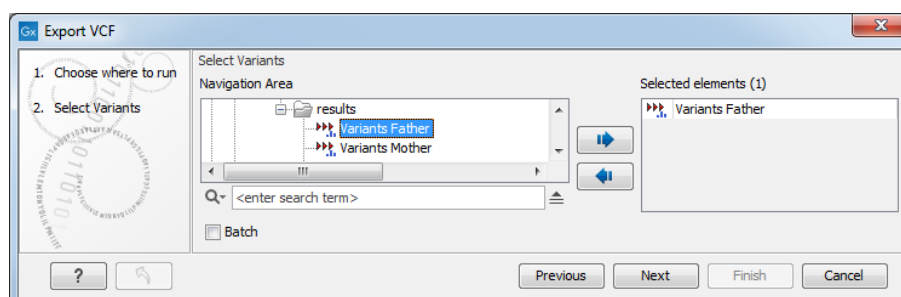 Gx Export VCF
1. Choose where to run
2. Select Variants
Select Variants
Navigation Area
results
Variants Father
Variants Mother
<enter search term>
Batch
Selected elements (1)
Variants Father
?
Previous
Next
Finish
Cancel